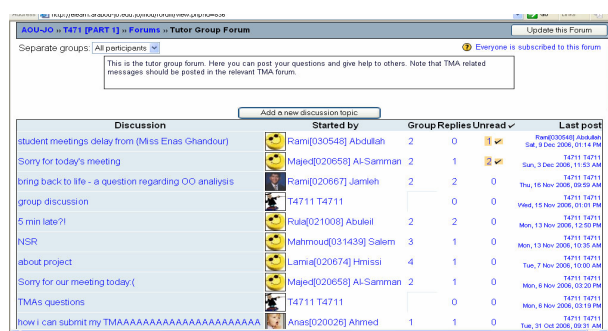 AOU-JO » T471 [PART 1] » Forums » Tutor Group Forum Update this Forum
Separate groups: All participants Everyone is subscribed to this forum
This is the tutor group forum. Here you can post your questions and give help to others. Note that TMA related
messages should be posted in the relevant TMA forum.
Add a new discussion topic
Discussion Started by Group Replies Unread ✓ Last post
student meetings delay from (Miss Enas Ghandour) Rami[030548] Abdullah 2 0 1 ✓ Rami[030548] Abdullah
Sat, 9 Dec 2006, 01:14 PM
Sorry for today's meeting Majed[020658] Al-Samman 2 1 2 ✓ T4711 T4711
Sun, 3 Dec 2006, 11:53 AM
bring back to life - a question regarding OO analiysis Rami[020667] Jamleh 2 2 0 T4711 T4711
Thu, 16 Nov 2006, 09:59 AM
group discussion T4711 T4711 0 0 T4711 T4711
Wed, 15 Nov 2006, 01:01 PM
5 min late?! Rula[021008] Abuleil 2 2 0 T4711 T4711
Mon, 13 Nov 2006, 12:50 PM
NSR Mahmoud[031439] Salem 3 1 0 T4711 T4711
Mon, 13 Nov 2006, 10:35 AM
about project Lamia[020674] Hmissi 4 1 0 T4711 T4711
Tue, 7 Nov 2006, 10:00 AM
Sorry for our meeting today:( Majed[020658] Al-Samman 2 1 0 T4711 T4711
Mon, 6 Nov 2006, 03:20 PM
TMAs questions T4711 T4711 0 0 T4711 T4711
Mon, 6 Nov 2006, 03:19 PM
how i can submit my TMAAAAAAAAAAAAAAAAAAAAA Anas[020026] Ahmed 1 1 0 T4711 T4711
Tue, 31 Oct 2006, 09:31 AM